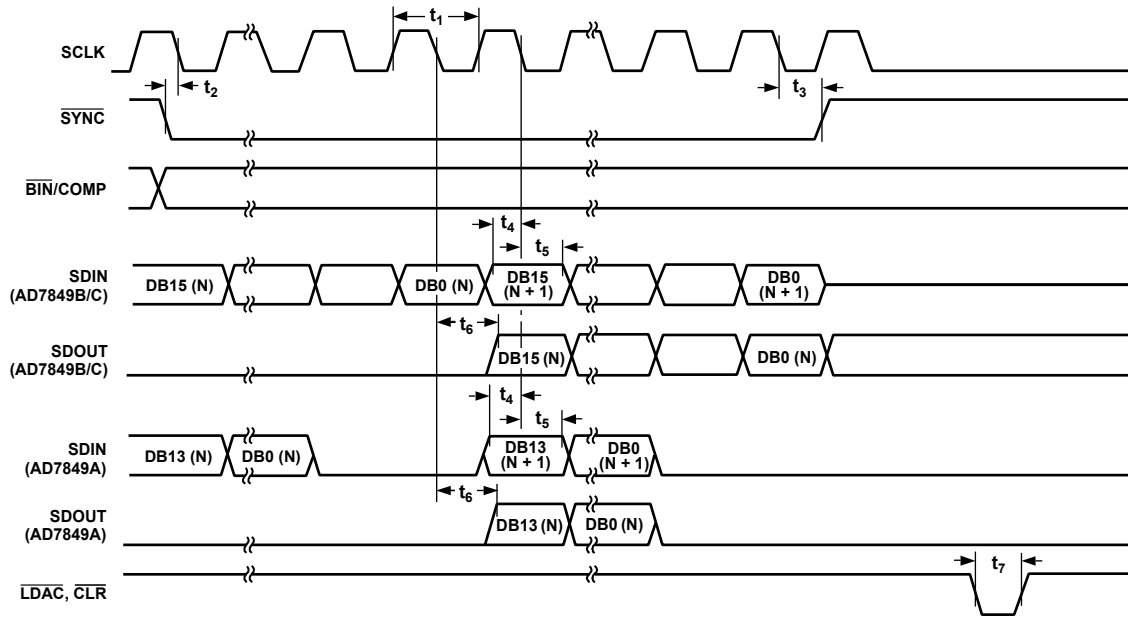 t1
SCLK
t2
t3
SYNC
BIN/COMP
t4
t5
SDIN
(AD7849B/C)
DB15 (N)
DB0 (N)
DB15
(N + 1)
DB0
(N + 1)
t6
SDOUT
(AD7849B/C)
DB15 (N)
DB0 (N)
t4
t5
SDIN
(AD7849A)
DB13 (N)
DB0 (N)
DB13
(N + 1)
DB0
(N + 1)
t6
SDOUT
(AD7849A)
DB13 (N)
DB0 (N)
t7
LDAC, CLR